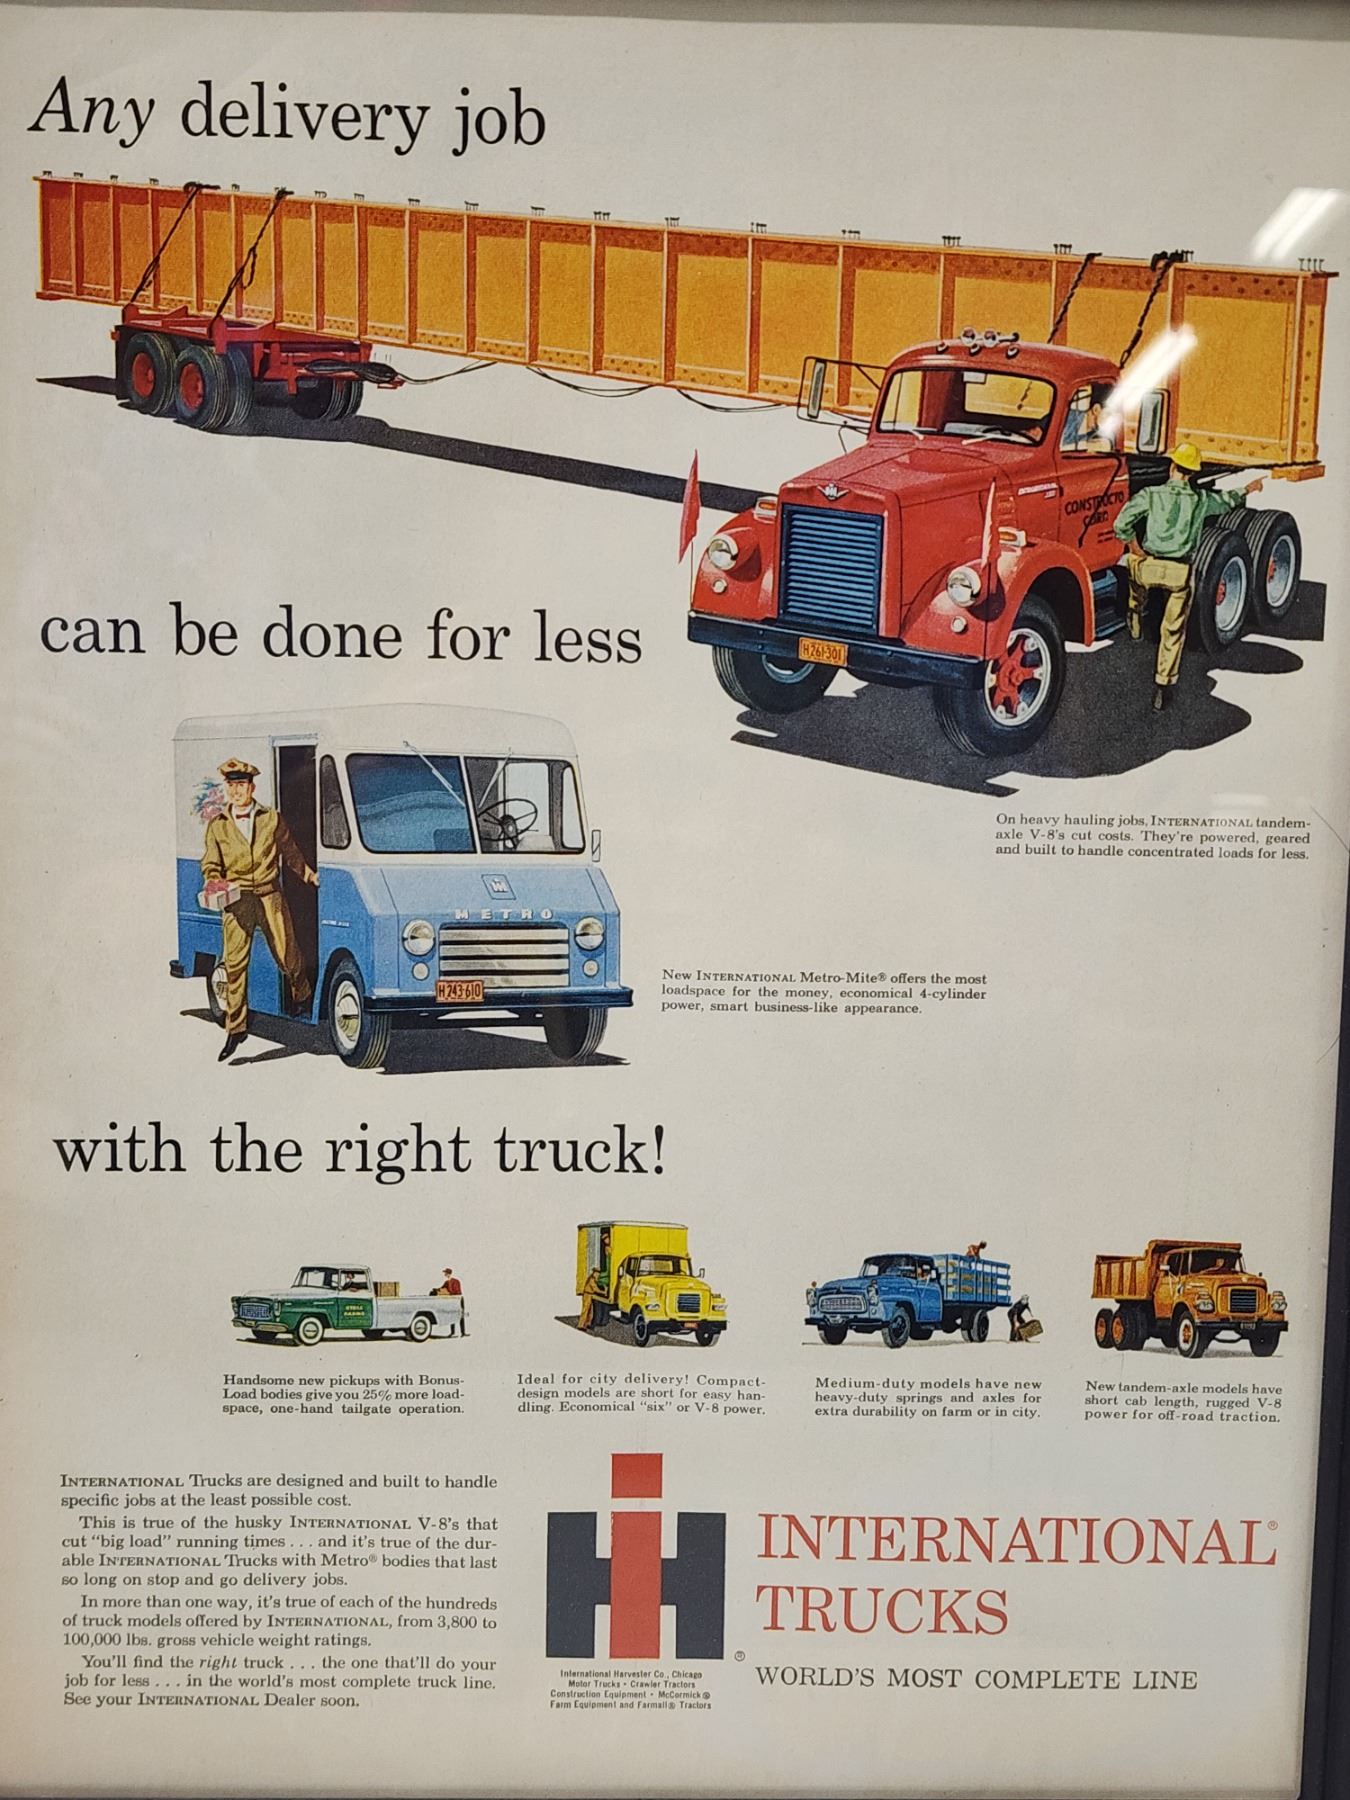 Any delivery job
can be done for less
CONSTRUCTO
CORP.
H 261-301
On heavy hauling jobs, INTERNATIONAL tandem-
axle V-8's cut costs. They're powered, geared
and built to handle concentrated loads for less.
METRO
H 243 610
New INTERNATIONAL Metro-Mite® offers the most
loadspace for the money, economical 4-cylinder
power, smart business-like appearance.
with the right truck!
Handsome new pickups with Bonus-
Load bodies give you 25% more load-
space, one-hand tailgate operation.
Ideal for city delivery! Compact-
design models are short for easy han-
dling. Economical "six" or V-8 power.
Medium-duty models have new
heavy-duty springs and axles for
extra durability on farm or in city.
New tandem-axle models have
short cab length, rugged V-8
power for off-road traction.
INTERNATIONAL Trucks are designed and built to handle
specific jobs at the least possible cost.
This is true of the husky INTERNATIONAL V-8's that
cut "big load" running times . . . and it's true of the dur-
able INTERNATIONAL Trucks with Metro® bodies that last
so long on stop and go delivery jobs.
In more than one way, it's true of each of the hundreds
of truck models offered by INTERNATIONAL, from 3,800 to
100,000 lbs. gross vehicle weight ratings.
You'll find the right truck . . . the one that'll do your
job for less . . . in the world's most complete truck line.
See your INTERNATIONAL Dealer soon.
IH®
International Harvester Co., Chicago
Motor Trucks • Crawler Tractors
Construction Equipment • McCormick®
Farm Equipment and Farmall® Tractors
INTERNATIONAL®
TRUCKS
WORLD'S MOST COMPLETE LINE